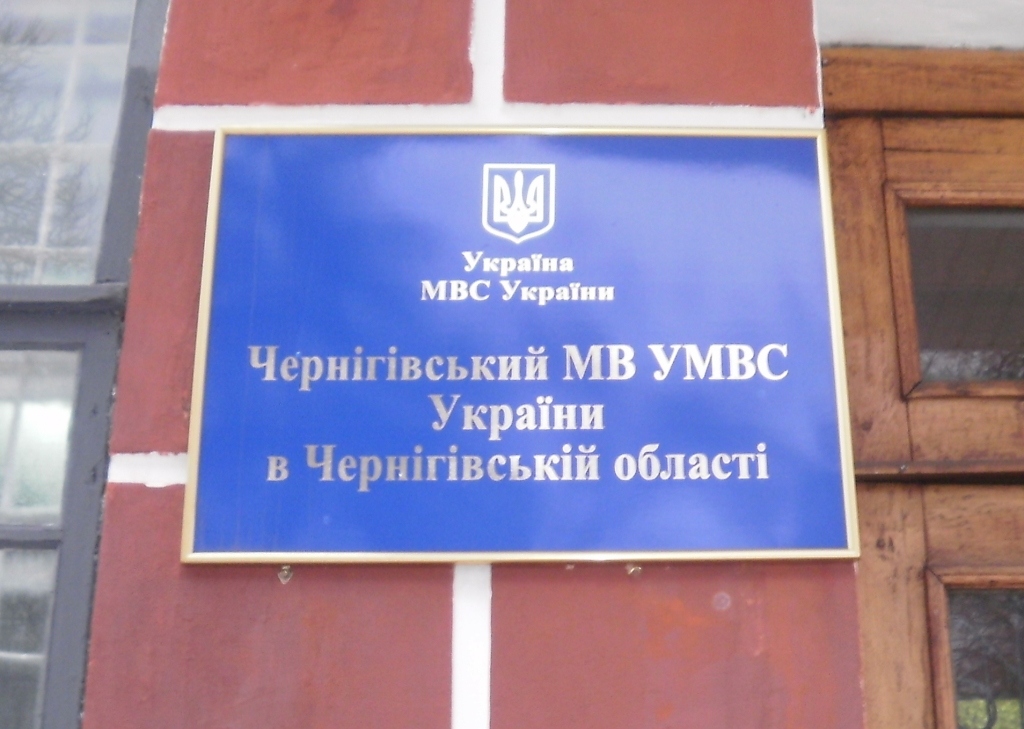 Україна
МВС України
Чернігівський МВ УМВС
України
в Чернігівській області